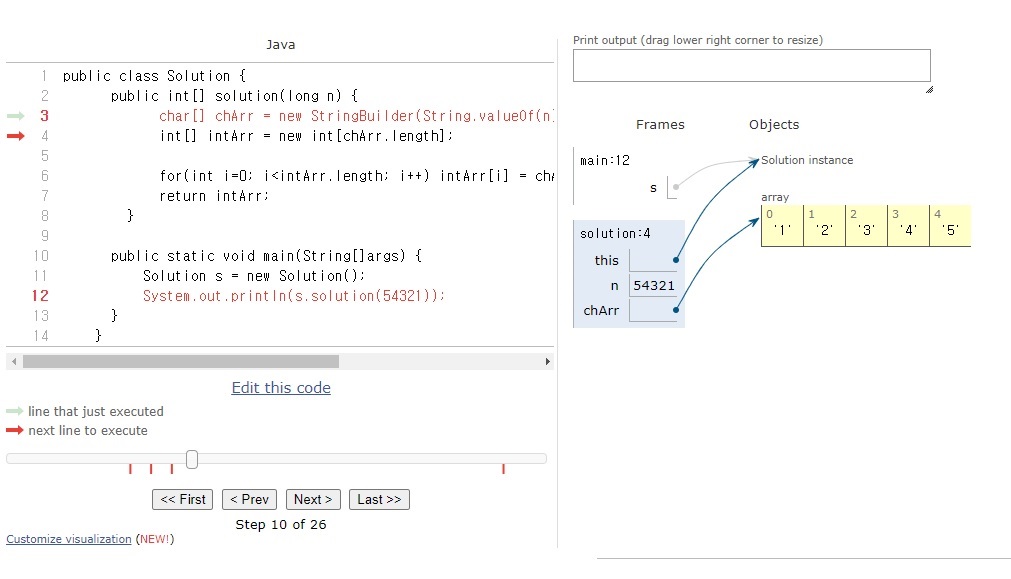 Java
1 public class Solution {
2 public int[] solution(long n) {
3 char[] chArr = new StringBuilder(String.valueOf(n)
4 int[] intArr = new int[chArr.length];
5
6 for(int i=0; i<intArr.length; i++) intArr[i] = chA
7 return intArr;
8 }
9
10 public static void main(String[]args) {
11 Solution s = new Solution();
12 System.out.println(s.solution(54321));
13 }
14 }
Edit this code
line that just executed
next line to execute
<< First < Prev Next > Last >>
Step 10 of 26
Customize visualization (NEW!)
Print output (drag lower right corner to resize)
Frames Objects
main:12
s
Solution instance
solution:4
this
n 54321
chArr
array
0 1 2 3 4
'1' '2' '3' '4' '5'